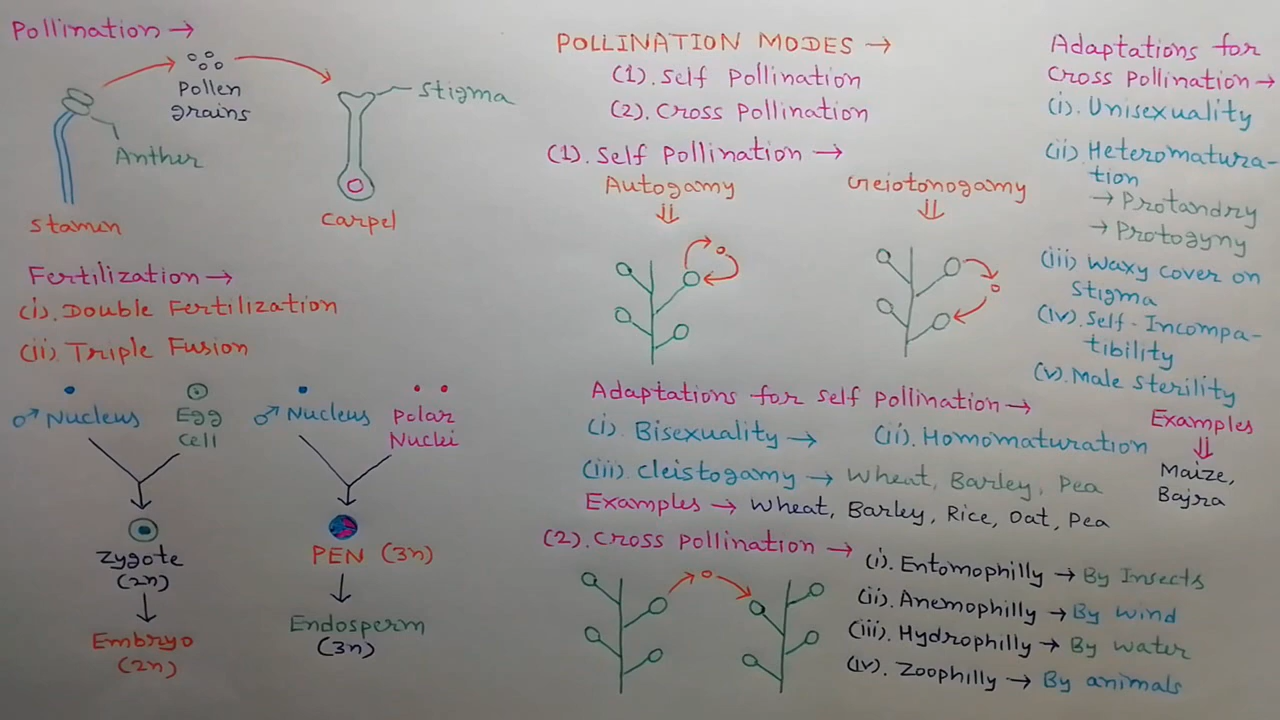 Pollination →
Pollen
grains
Stigma
Anther
Stamen
Carpel
Fertilization →
(i). Double Fertilization
(ii). Triple Fusion
♂ Nucleus
Egg
Cell
♂ Nucleus
Polar
Nuclei
Zygote
(2n)
PEN (3n)
Embryo
(2n)
Endosperm
(3n)
POLLINATION MODES →
(1). Self Pollination
(2). Cross Pollination
(1). Self Pollination →
Autogamy
Geiotonogamy
⇓
⇓
Adaptations for self pollination →
(i). Bisexuality →
(ii). Homomaturation
(iii). Cleistogamy → Wheat, Barley, Pea
Examples → Wheat, Barley, Rice, Oat, Pea
(2). Cross Pollination →
(i). Entomophilly → By Insects
(ii). Anemophilly → By wind
(iii). Hydrophilly → By water
(iv). Zoophilly → By animals
Adaptations for
Cross pollination →
(i). Unisexuality
(ii) Heteromatura-
tion
→ Protandry
→ Protogyny
(iii) Waxy cover on
Stigma
(iv). Self-Incompa-
tibility
(v). Male Sterility
Examples
⇓
Maize,
Bajra